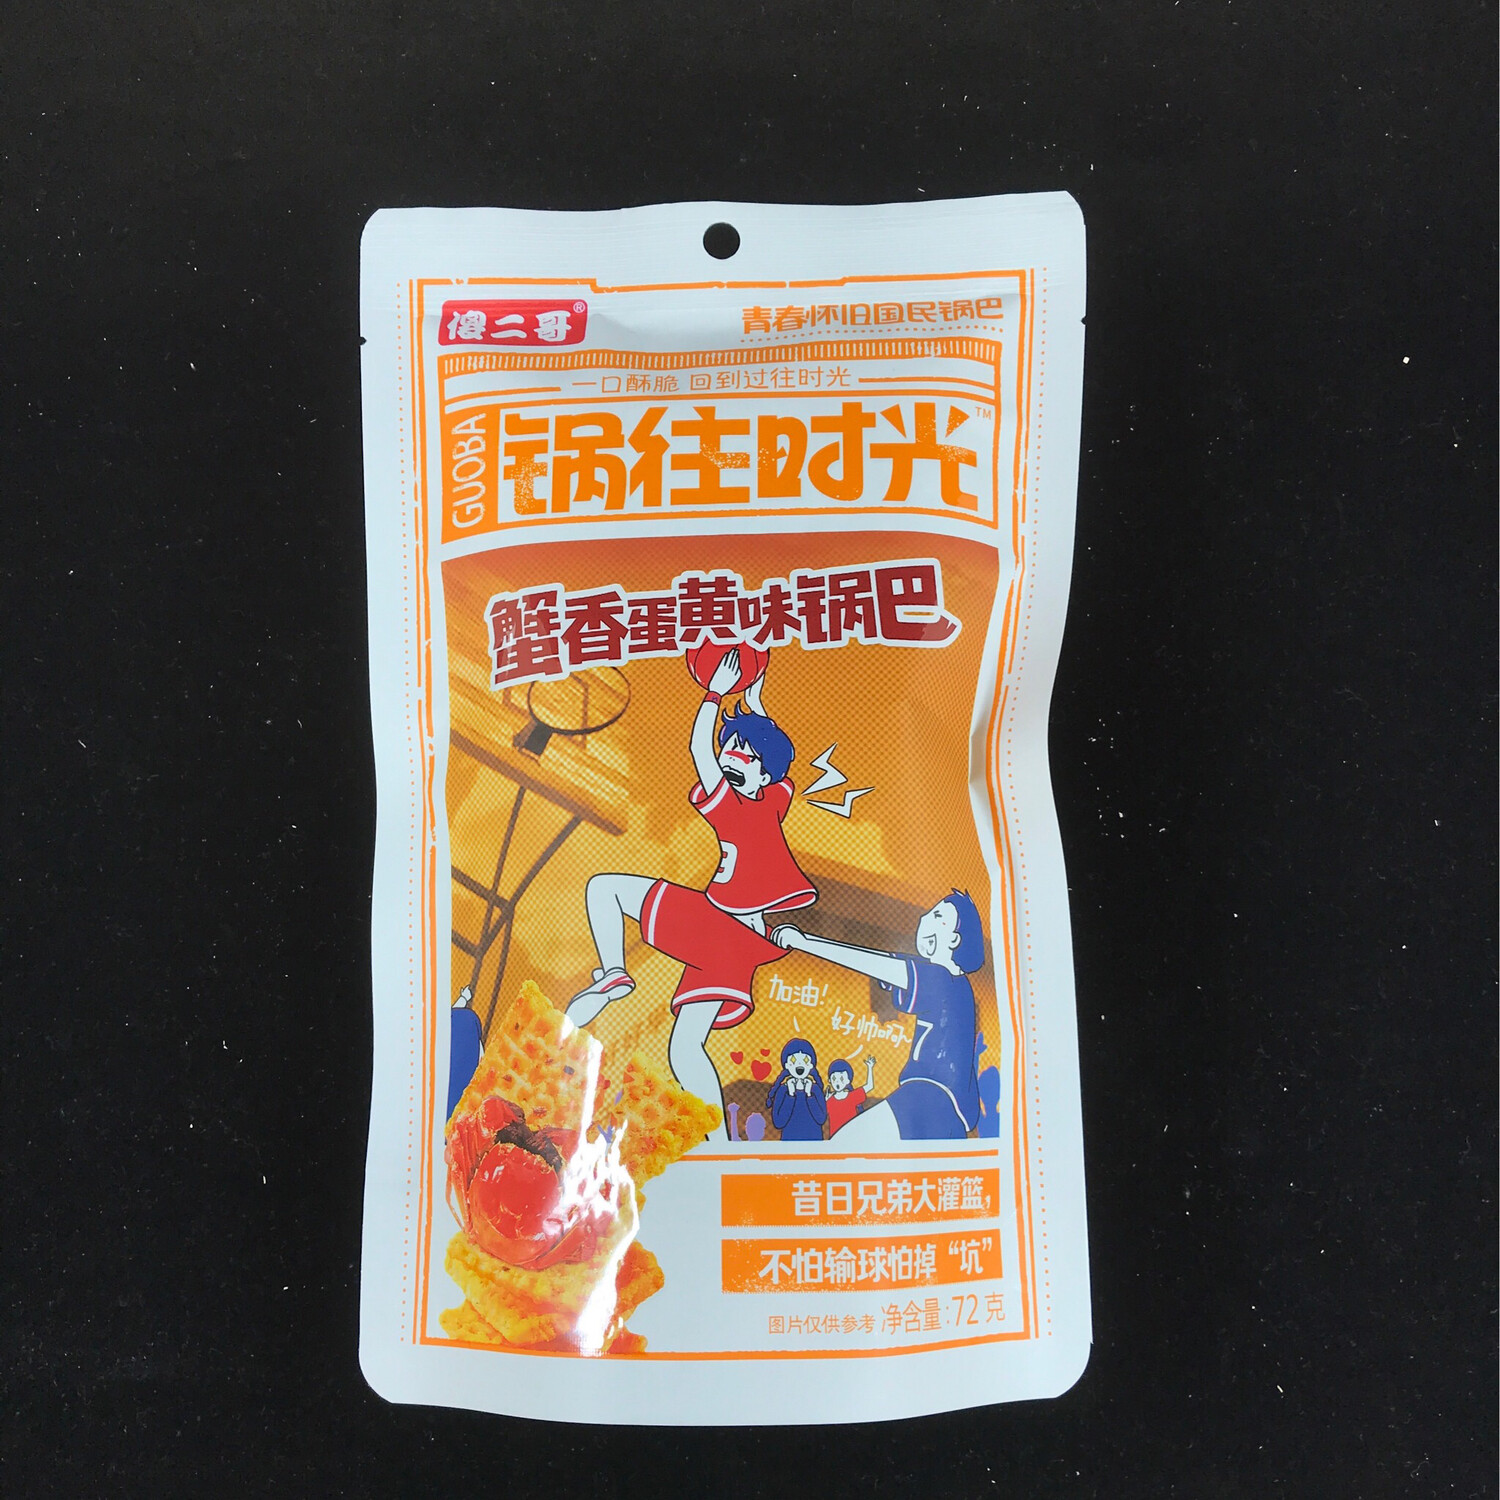 傻二哥®
青春怀旧国民锅巴
一口酥脆 回到过往时光
GUOBA
锅往时光™
蟹香蛋黄味锅巴
3
加油!
好帅啊~
7
昔日兄弟大灌篮,
不怕输球怕掉“坑”
图片仅供参考 净含量:72克